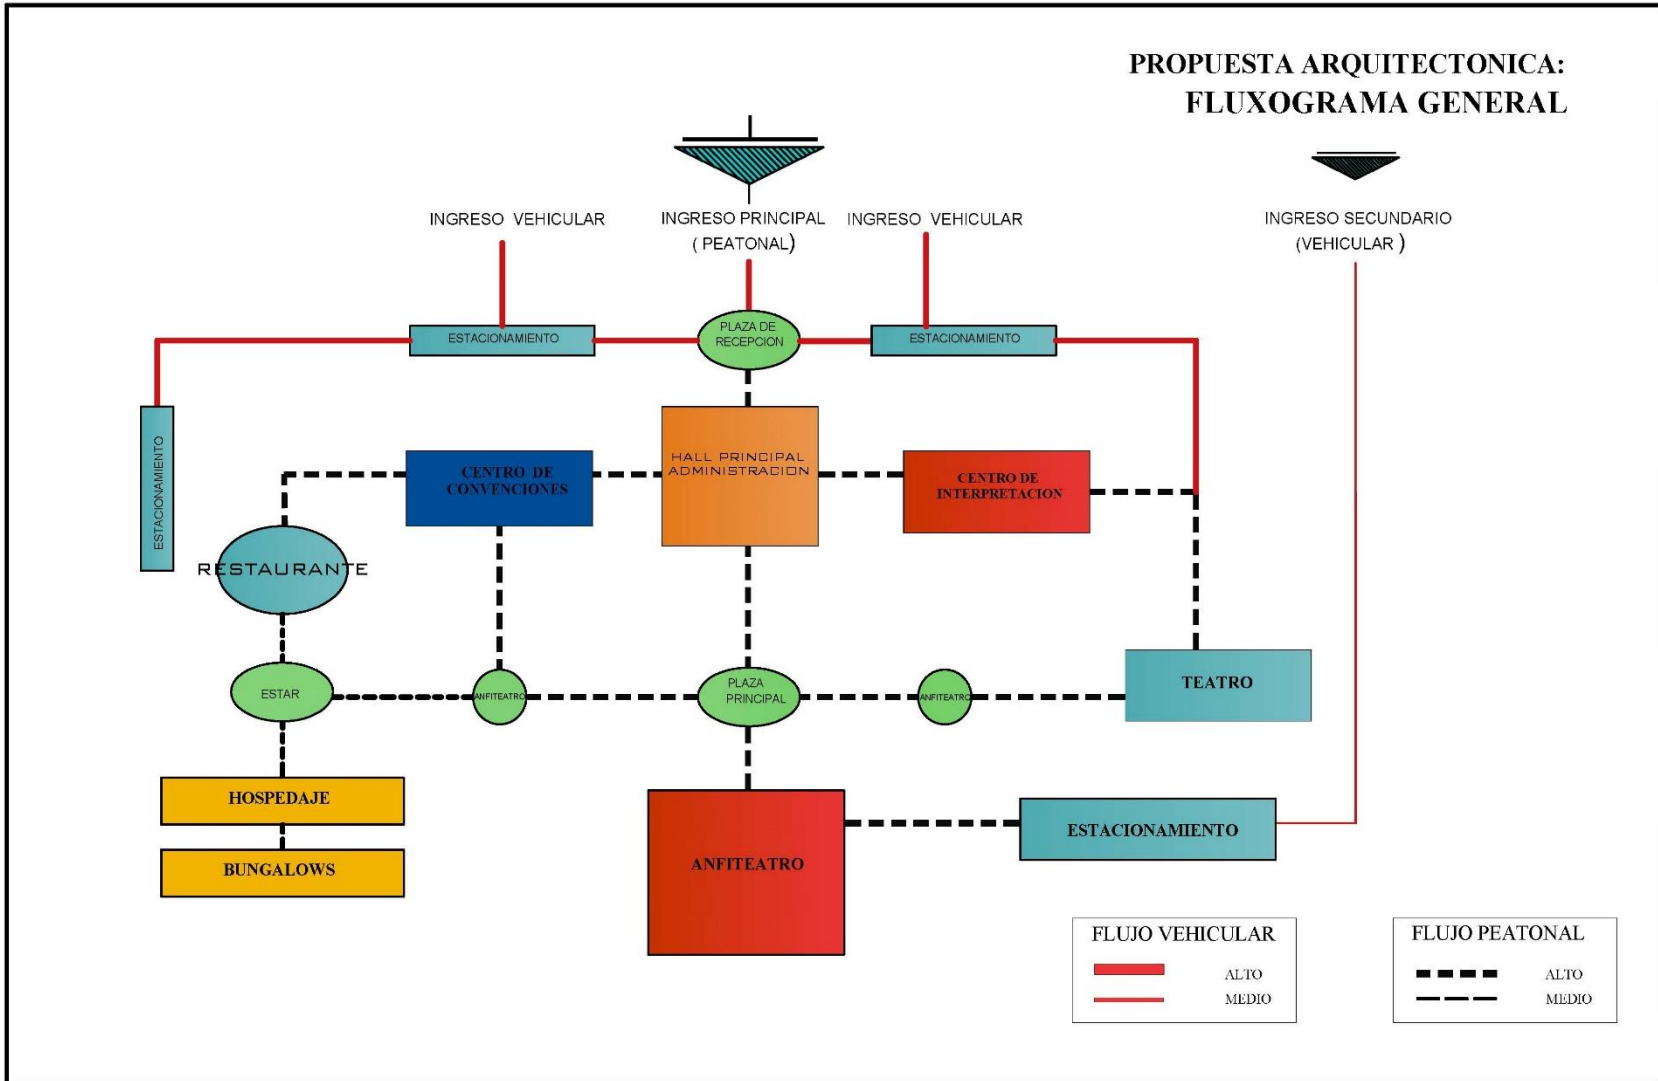 PROPUESTA ARQUITECTONICA:
FLUXOGRAMA GENERAL
INGRESO VEHICULAR
INGRESO PRINCIPAL
( PEATONAL)
INGRESO VEHICULAR
INGRESO SECUNDARIO
(VEHICULAR )
ESTACIONAMIENTO
PLAZA DE
RECEPCION
ESTACIONAMIENTO
ESTACIONAMIENTO
CENTRO DE
CONVENCIONES
HALL PRINCIPAL
ADMINISTRACION
CENTRO DE
INTERPRETACION
RESTAURANTE
ESTAR
ANFITEATRO
PLAZA
PRINCIPAL
ANFITEATRO
TEATRO
HOSPEDAJE
BUNGALOWS
ANFITEATRO
ESTACIONAMIENTO
FLUJO VEHICULAR
ALTO
MEDIO
FLUJO PEATONAL
ALTO
MEDIO